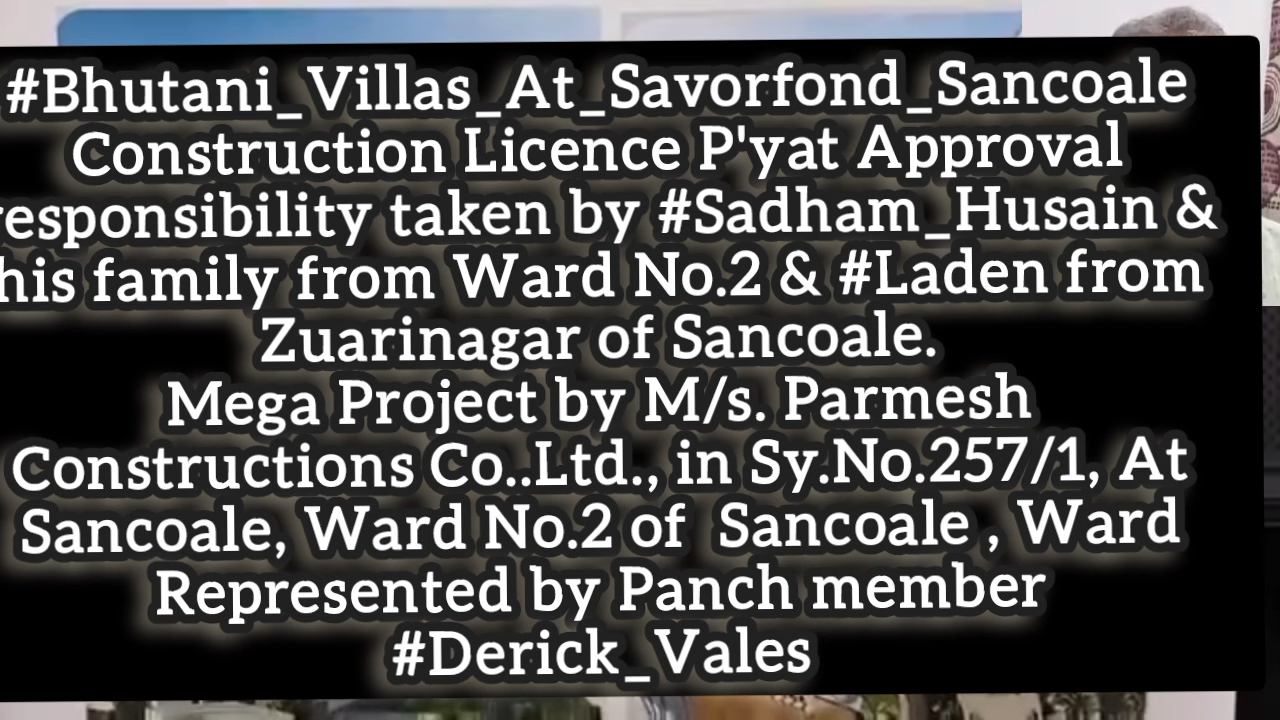 #Bhutani_Villas_At_Savorfond_Sancoale
Construction Licence P'yat Approval
responsibility taken by #Sadham_Husain &
his family from Ward No.2 & #Laden from
Zuarinagar of Sancoale.
Mega Project by M/s. Parmesh
Constructions Co..Ltd., in Sy.No.257/1, At
Sancoale, Ward No.2 of  Sancoale , Ward
Represented by Panch member
#Derick_Vales